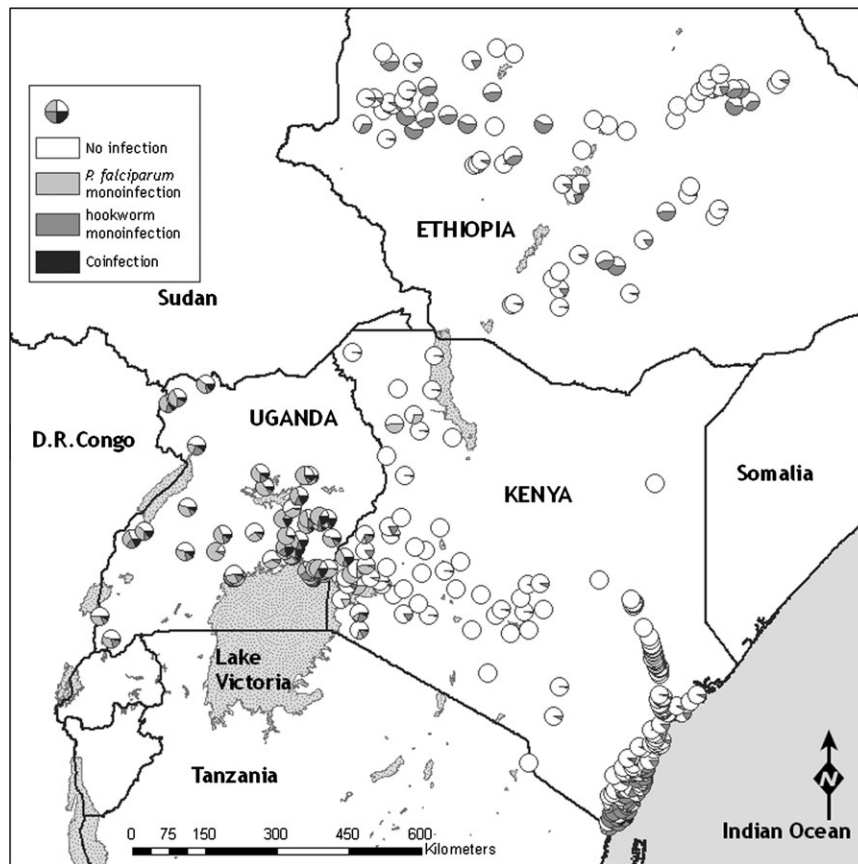 No infection
P. falciparum
monoinfection
hookworm
monoinfection
Coinfection
Sudan
ETHIOPIA
UGANDA
D.R.Congo
KENYA
Somalia
Lake
Victoria
Tanzania
N
Indian Ocean
0 75 150 300 450 600
Kilometers